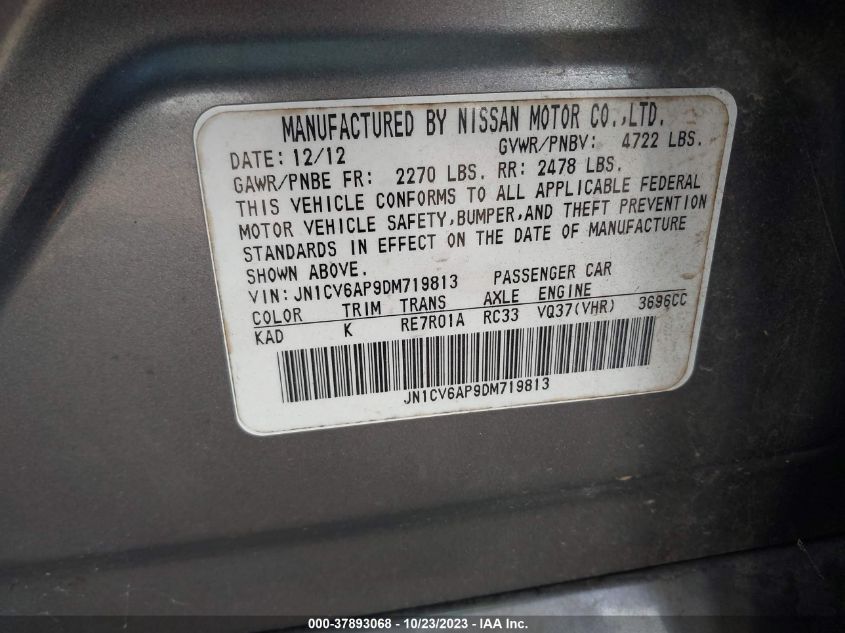 MANUFACTURED BY NISSAN MOTOR CO.,LTD.
DATE: 12/12 GVWR/PNBV: 4722 LBS.
GAWR/PNBE FR: 2270 LBS. RR: 2478 LBS.
THIS VEHICLE CONFORMS TO ALL APPLICABLE FEDERAL
MOTOR VEHICLE SAFETY,BUMPER,AND THEFT PREVENTION
STANDARDS IN EFFECT ON THE DATE OF MANUFACTURE
SHOWN ABOVE.
VIN:JN1CV6AP9DM719813 PASSENGER CAR
COLOR TRIM TRANS AXLE ENGINE
KAD K RE7R01A RC33 VQ37(VHR) 3696CC
JN1CV6AP9DM719813
000-37893068 - 10/23/2023 - IAAI Inc.